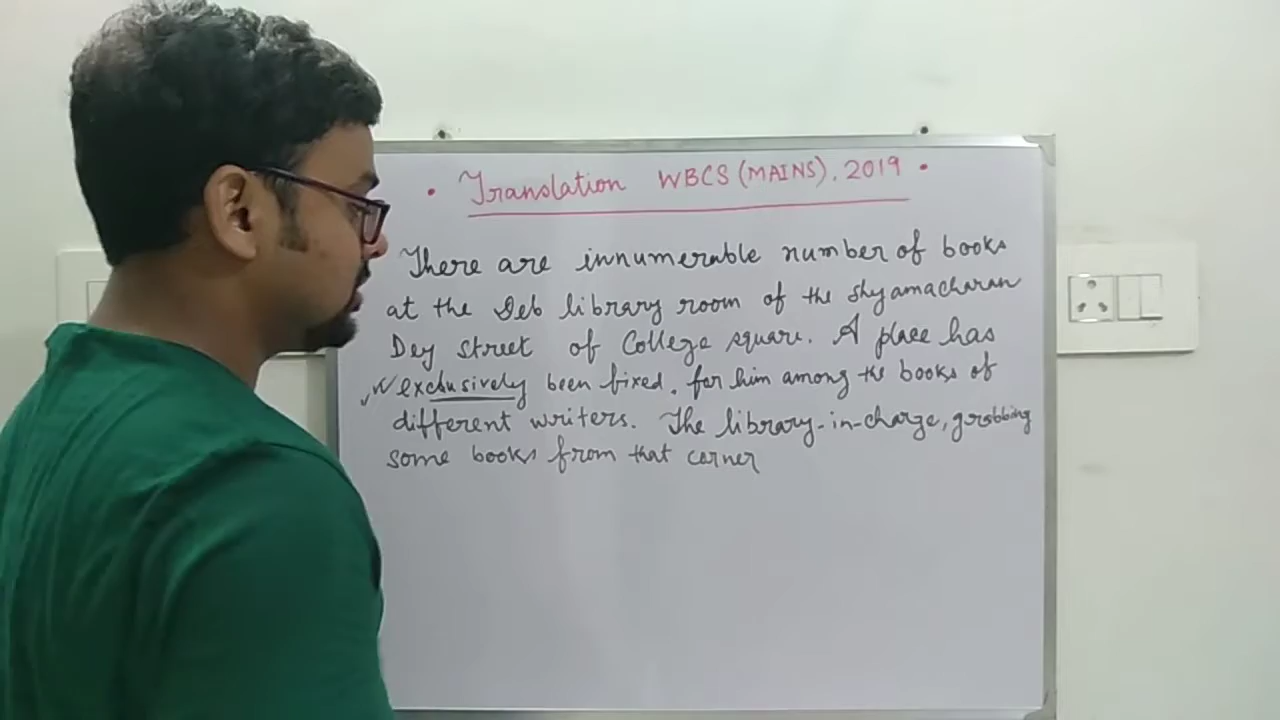 • Translation WBCS (MAINS). 2019 •
There are innumerable number of books
at the Deb library room of the Shyamacharan
Dey Street of College square. A place has
exclusively been fixed. for him among the books of
different writers. The library-in-charge, grabbing
some books from that corner